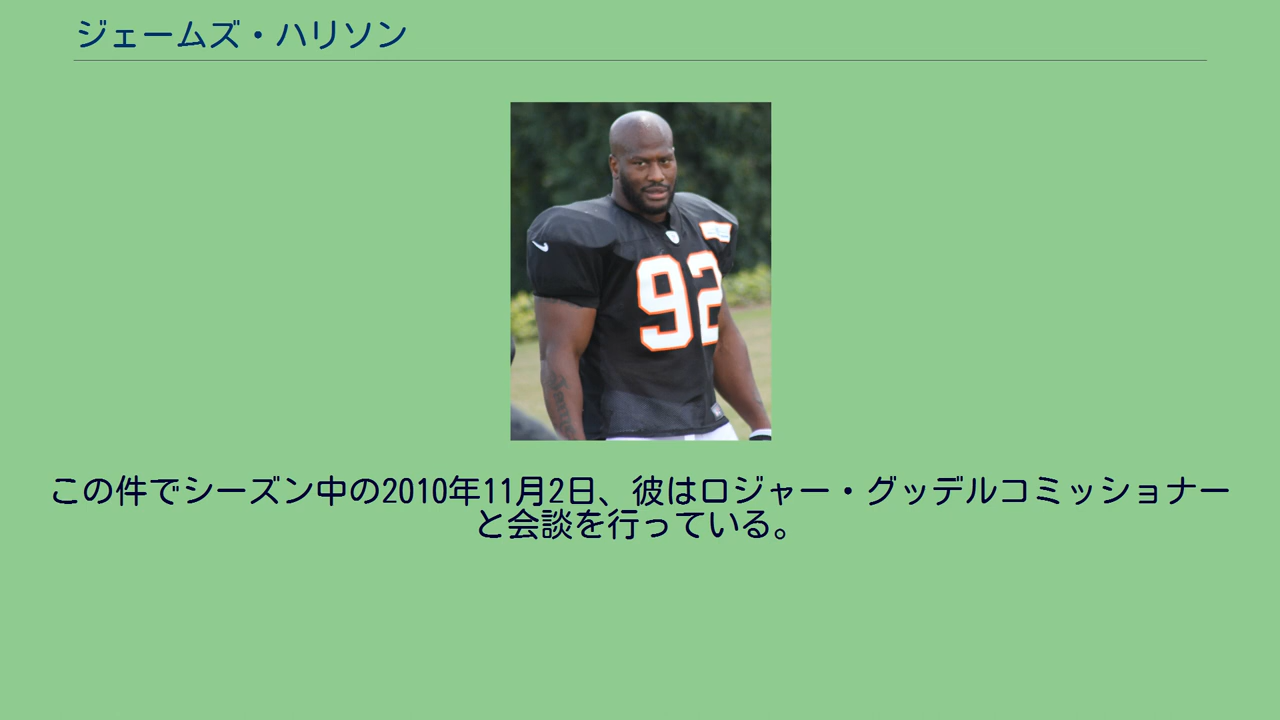 ジェームズ・ハリソン
92
この件でシーズン中の2010年11月2日、彼はロジャー・グッデルコミッショナー
と会談を行っている。